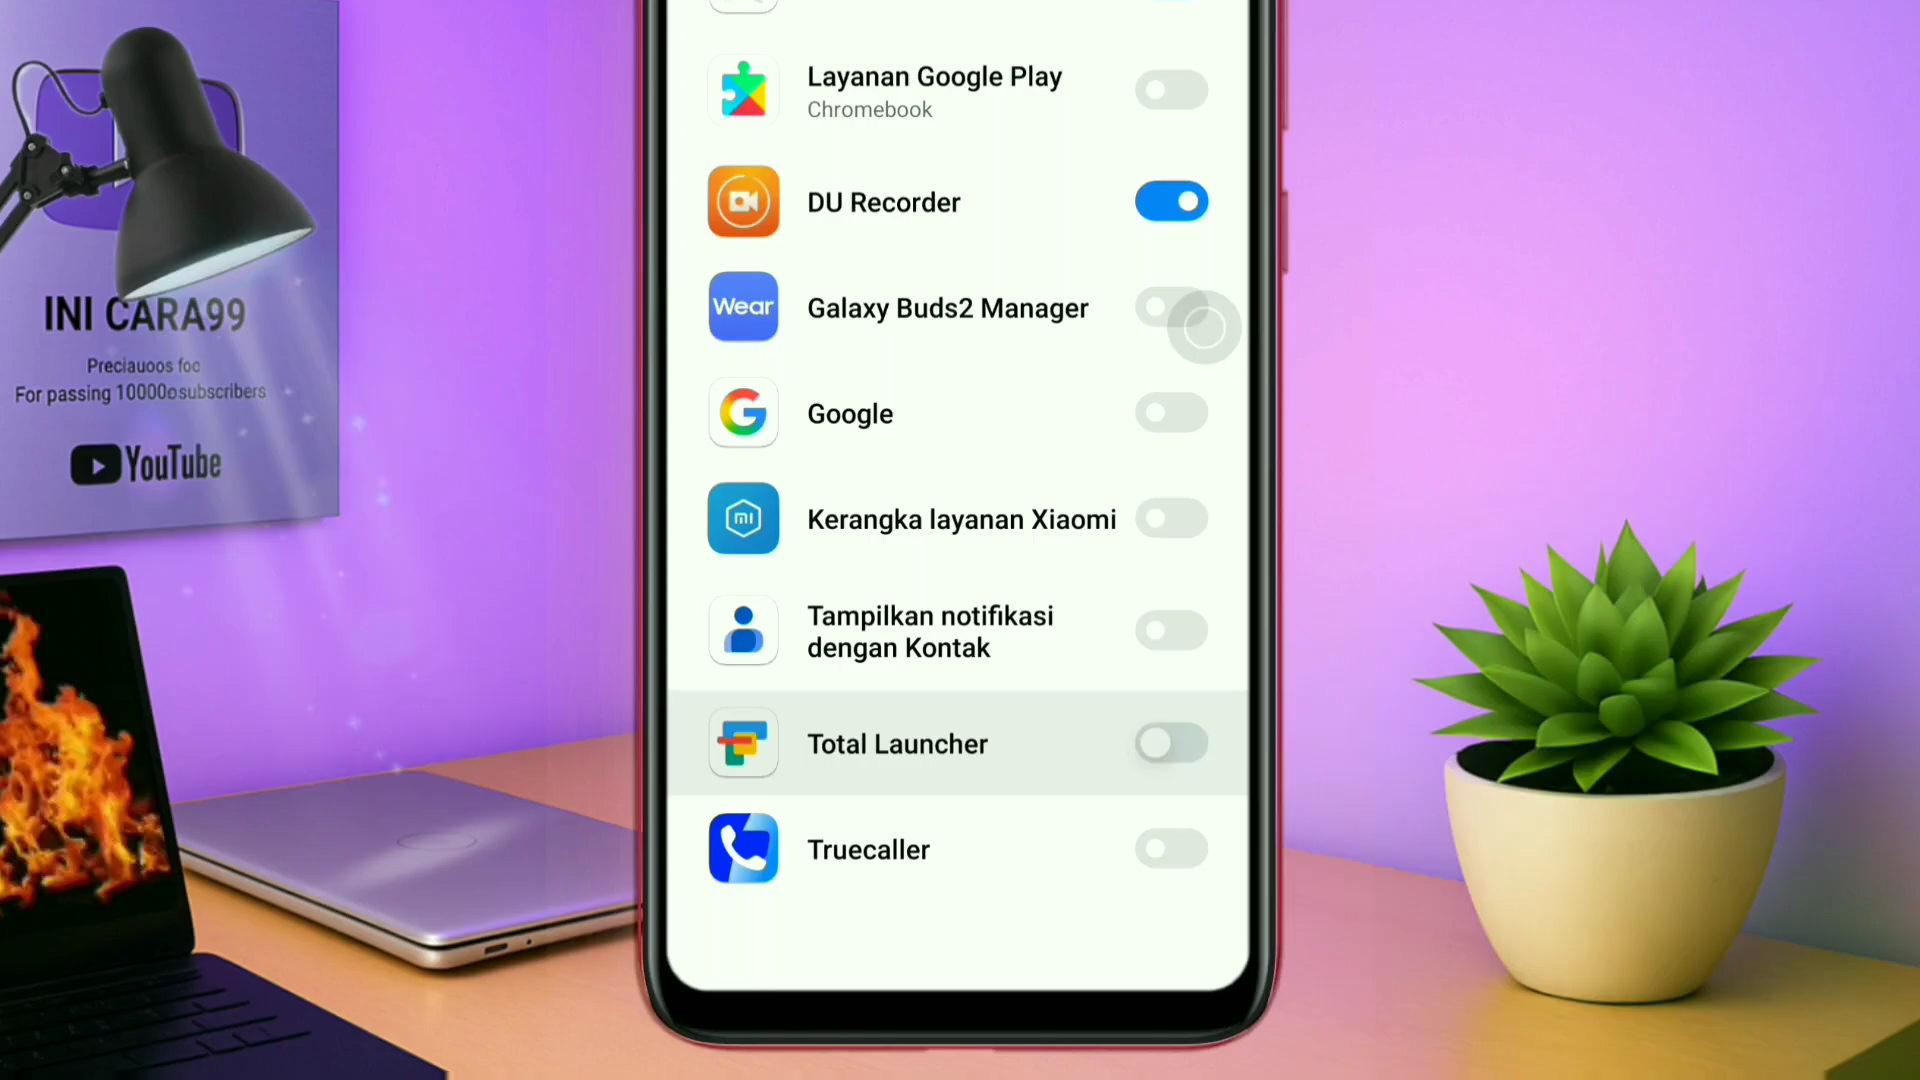 Layanan Google Play
Chromebook
DU Recorder
Wear
Galaxy Buds2 Manager
Google
Kerangka layanan Xiaomi
Tampilkan notifikasi
dengan Kontak
Total Launcher
Truecaller
INI CARA99
Preciauoos foc
For passing 10000osubscribers
YouTube